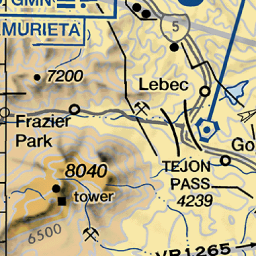 GMN
MURIETA
5
7200
Lebec
Frazier
Park
Go
8040
TEJON
PASS
4239
tower
6500
VR1265